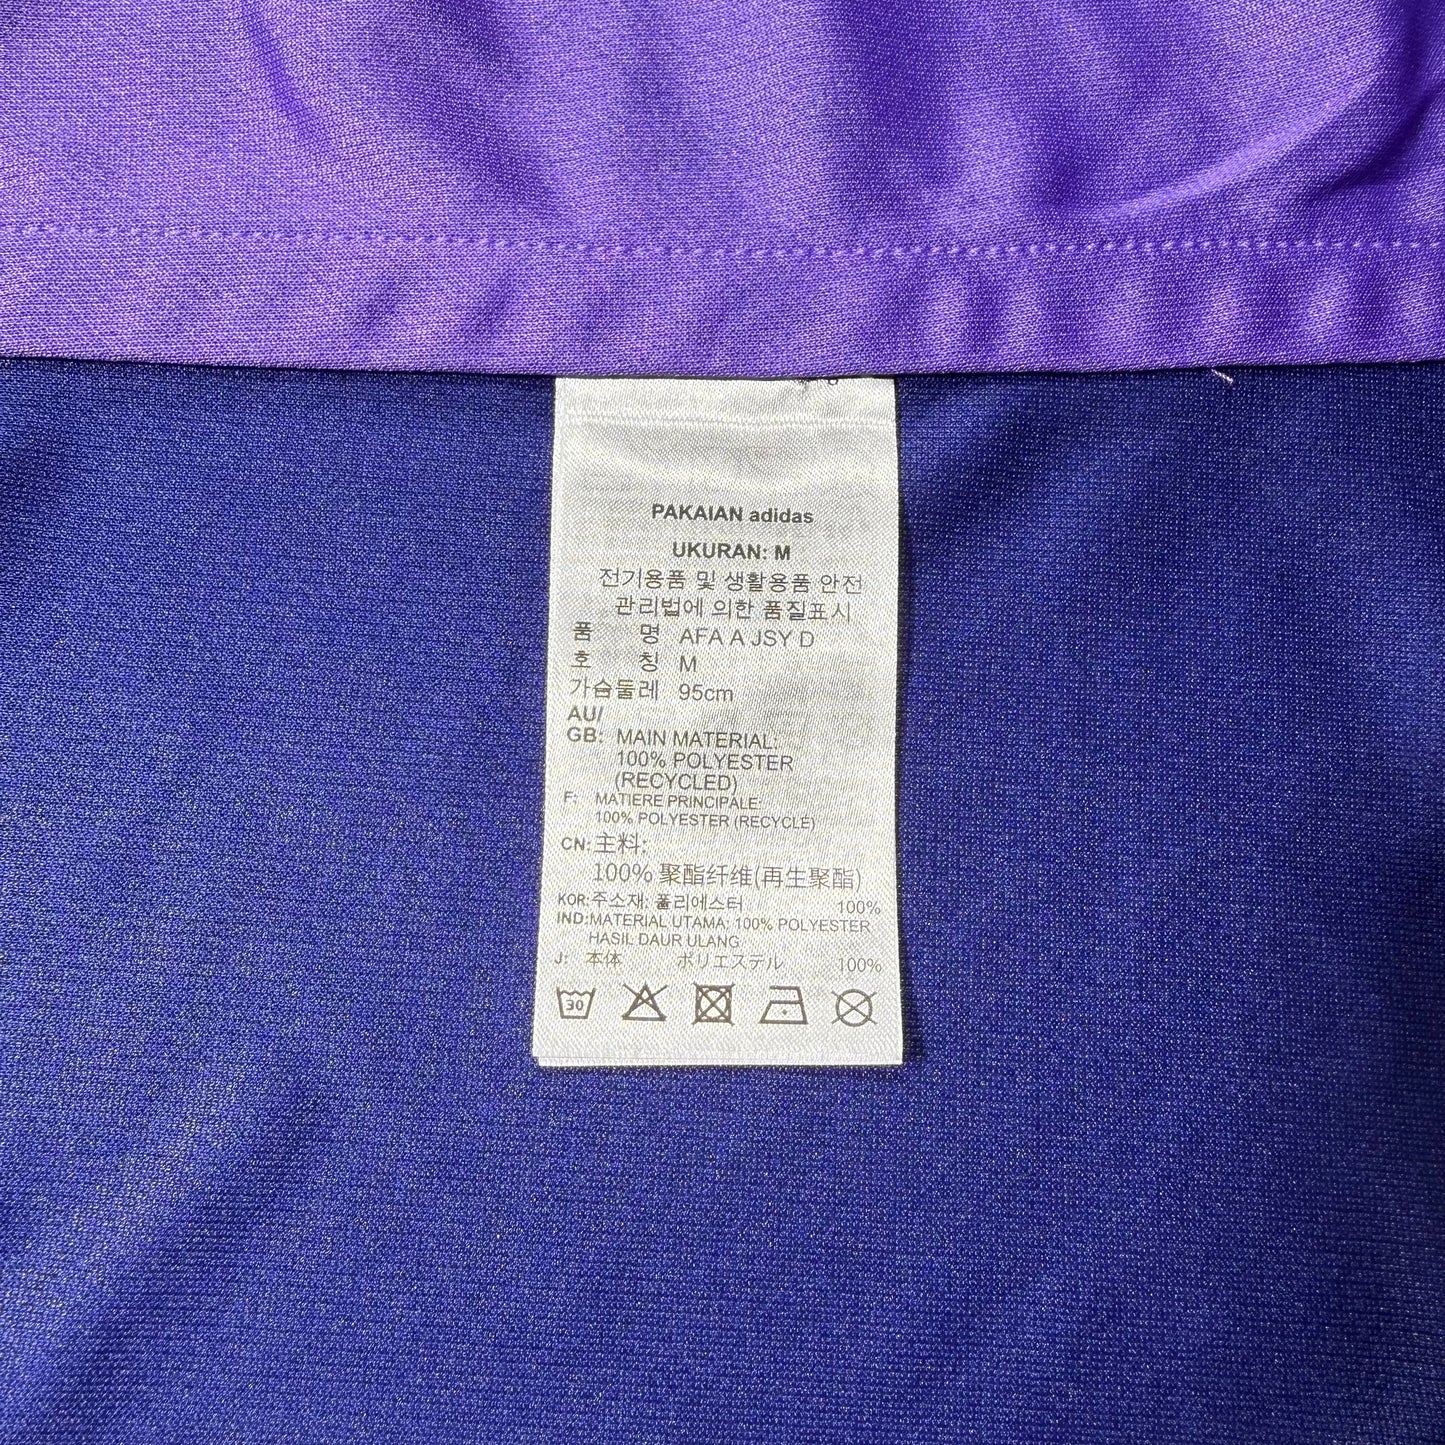 PAKAIAN adidas
UKURAN: M
전기용품 및 생활용품 안전
관리법에 의한 품질표시
품 명 AFA A JSY D
호 칭 M
가슴둘레 95cm
AU/
GB: MAIN MATERIAL:
100% POLYESTER
(RECYCLED)
F: MATIERE PRINCIPALE:
100% POLYESTER (RECYCLE)
CN: 主料:
100% 聚酯纤维(再生聚酯)
KOR: 주소재: 폴리에스터 100%
IND: MATERIAL UTAMA: 100% POLYESTER
HASIL DAUR ULANG
J: 本体 ポリエステル 100%
30